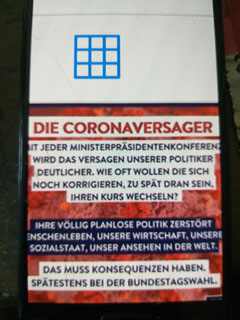 DIE CORONAVERSAGER
MIT JEDER MINISTERPRÄSIDENTENKONFERENZ
WIRD DAS VERSAGEN UNSERER POLITIKER
DEUTLICHER. WIE OFT WOLLEN DIE SICH
NOCH KORRIGIEREN, ZU SPÄT DRAN SEIN,
IHREN KURS WECHSELN?
IHRE VÖLLIG PLANLOSE POLITIK ZERSTÖRT
MENSCHENLEBEN, UNSERE WIRTSCHAFT, UNSEREN
SOZIALSTAAT, UNSER ANSEHEN IN DER WELT.
DAS MUSS KONSEQUENZEN HABEN.
SPÄTESTENS BEI DER BUNDESTAGSWAHL.